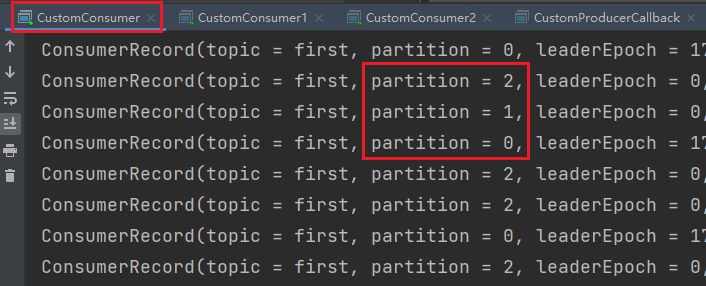 CustomConsumer CustomConsumer1 CustomConsumer2 CustomProducerCallback
ConsumerRecord(topic = first, partition = 0, leaderEpoch = 17
ConsumerRecord(topic = first, partition = 2, leaderEpoch = 0,
ConsumerRecord(topic = first, partition = 1, leaderEpoch = 0,
ConsumerRecord(topic = first, partition = 0, leaderEpoch = 17
ConsumerRecord(topic = first, partition = 2, leaderEpoch = 0,
ConsumerRecord(topic = first, partition = 2, leaderEpoch = 0,
ConsumerRecord(topic = first, partition = 0, leaderEpoch = 17
ConsumerRecord(topic = first, partition = 2, leaderEpoch = 0,